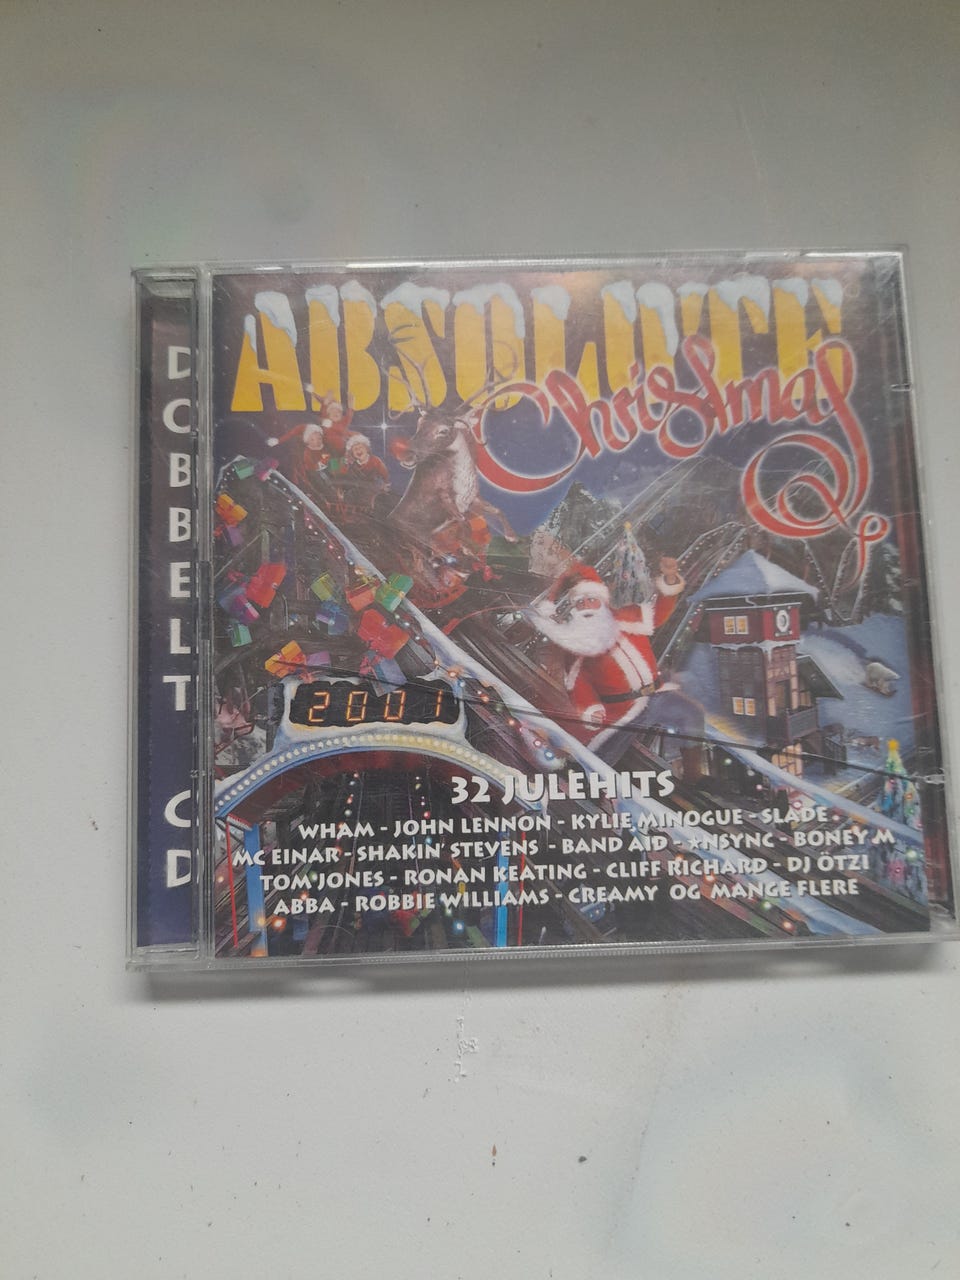 DOBBELT CD
ABSOLUTE
Christmas
2001
32 JULEHITS
WHAM - JOHN LENNON - KYLIE MINOGUE - SLADE
MC EINAR - SHAKIN' STEVENS - BAND AID - *NSYNC - BONEY M
TOM JONES - RONAN KEATING - CLIFF RICHARD - DJ ÖTZI
ABBA - ROBBIE WILLIAMS - CREAMY OG MANGE FLERE